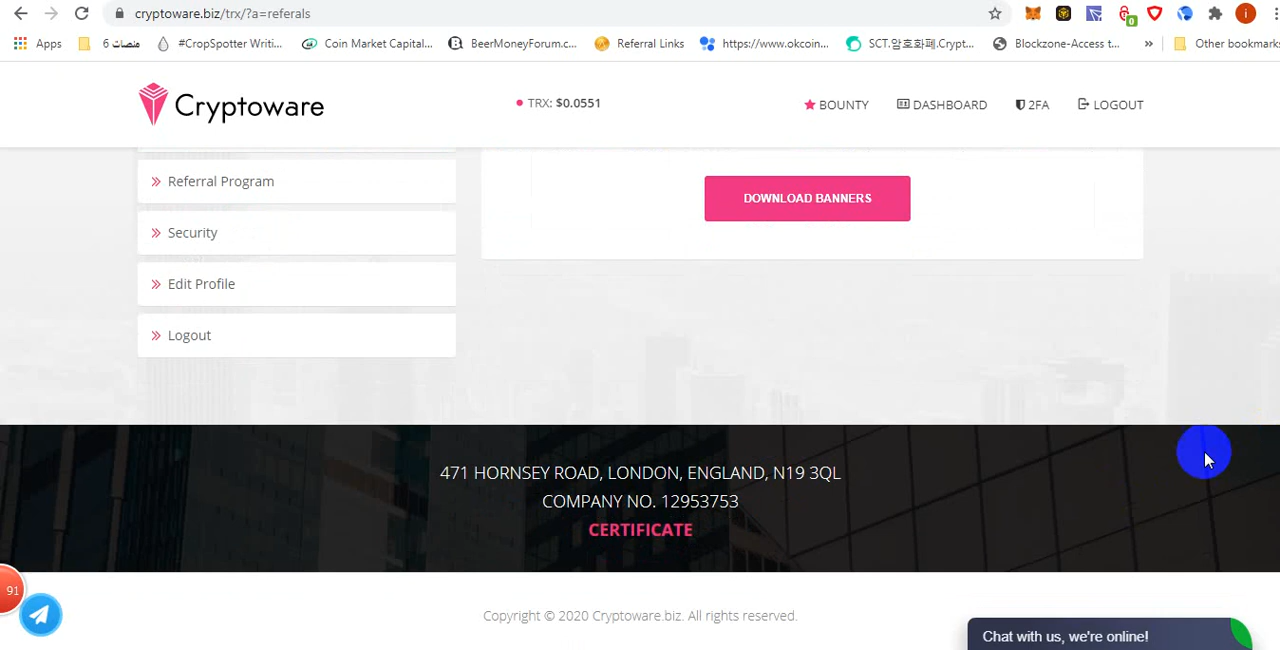 cryptoware.biz/trx/?a=referals
0
i
Apps
منصات 6
#CropSpotter Writi...
Coin Market Capital...
BeerMoneyForum.c...
Referral Links
https://www.okcoin...
SCT.암호화폐.Crypt...
Blockzone-Access t...
»
Other bookmarks
Cryptoware
TRX: $0.0551
BOUNTY
DASHBOARD
2FA
LOGOUT
Referral Program
Security
Edit Profile
Logout
DOWNLOAD BANNERS
471 HORNSEY ROAD, LONDON, ENGLAND, N19 3QL
COMPANY NO. 12953753
CERTIFICATE
91
Copyright © 2020 Cryptoware.biz. All rights reserved.
Chat with us, we're online!